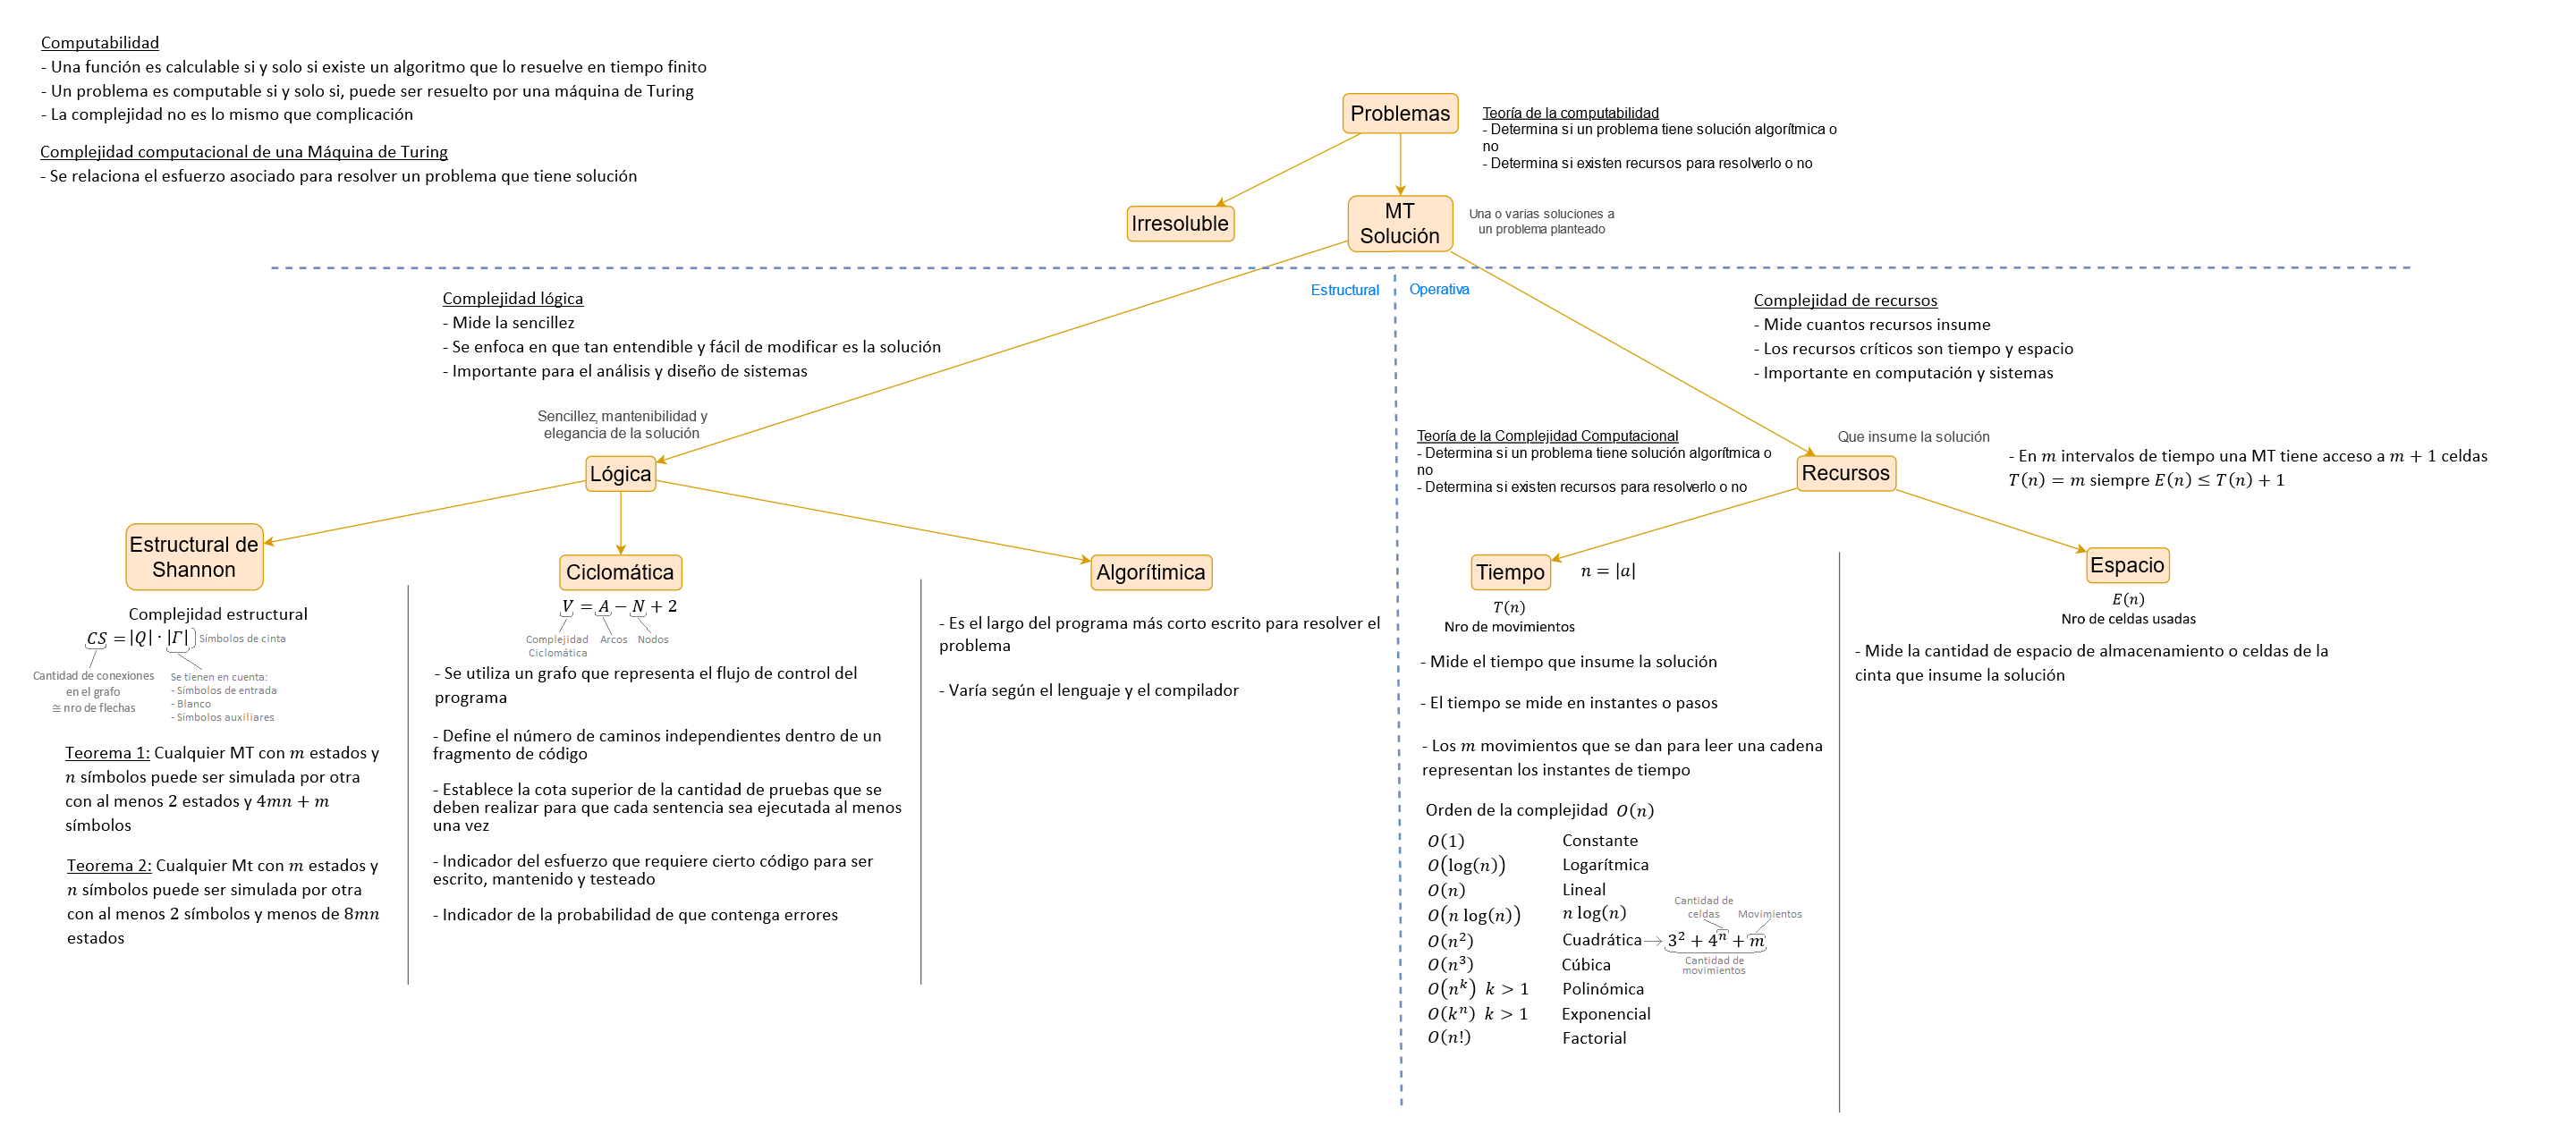 Computabilidad
- Una función es calculable si y solo si existe un algoritmo que lo resuelve en tiempo finito
- Un problema es computable si y solo si, puede ser resuelto por una máquina de Turing
- La complejidad no es lo mismo que complicación
Complejidad computacional de una Máquina de Turing
- Se relaciona el esfuerzo asociado para resolver un problema que tiene solución
Problemas
Teoría de la computabilidad
- Determina si un problema tiene solución algorítmica o
no
- Determina si existen recursos para resolverlo o no
Irresoluble
MT
Solución
Una o varias soluciones a
un problema planteado
Estructural
Operativa
Complejidad lógica
- Mide la sencillez
- Se enfoca en que tan entendible y fácil de modificar es la solución
- Importante para el análisis y diseño de sistemas
Complejidad de recursos
- Mide cuantos recursos insume
- Los recursos críticos son tiempo y espacio
- Importante en computación y sistemas
Sencillez, mantenibilidad y
elegancia de la solución
Lógica
Teoría de la Complejidad Computacional
- Determina si un problema tiene solución algorítmica o
no
- Determina si existen recursos para resolverlo o no
Que insume la solución
Recursos
- En m intervalos de tiempo una MT tiene acceso a m + 1 celdas
T(n) = m siempre E(n) ≤ T(n) + 1
Estructural de
Shannon
Complejidad estructural
CS = |Q| · |Γ|
Símbolos de cinta
Cantidad de conexiones
en el grafo
≅ nro de flechas
Se tienen en cuenta:
- Símbolos de entrada
- Blanco
- Símbolos auxiliares
Teorema 1: Cualquier MT con m estados y
n símbolos puede ser simulada por otra
con al menos 2 estados y 4mn + m
símbolos
Teorema 2: Cualquier Mt con m estados y
n símbolos puede ser simulada por otra
con al menos 2 símbolos y menos de 8mn
estados
Ciclomática
V = A − N + 2
Complejidad
Ciclomática
Arcos
Nodos
- Se utiliza un grafo que representa el flujo de control del
programa
- Define el número de caminos independientes dentro de un
fragmento de código
- Establece la cota superior de la cantidad de pruebas que se
deben realizar para que cada sentencia sea ejecutada al menos
una vez
- Indicador del esfuerzo que requiere cierto código para ser
escrito, mantenido y testeado
- Indicador de la probabilidad de que contenga errores
Algorítimica
- Es el largo del programa más corto escrito para resolver el
problema
- Varía según el lenguaje y el compilador
Tiempo
n = |a|
T(n)
Nro de movimientos
- Mide el tiempo que insume la solución
- El tiempo se mide en instantes o pasos
- Los m movimientos que se dan para leer una cadena
representan los instantes de tiempo
Orden de la complejidad O(n)
O(1) Constante
O(log(n)) Logarítmica
O(n) Lineal
O(n log(n)) n log(n)
O(n²) Cuadrática → 3² + 4ⁿ + m
Cantidad de
celdas
Movimientos
Cantidad de
movimientos
O(n³) Cúbica
O(nᵏ) k > 1 Polinómica
O(kⁿ) k > 1 Exponencial
O(n!) Factorial
Espacio
E(n)
Nro de celdas usadas
- Mide la cantidad de espacio de almacenamiento o celdas de la
cinta que insume la solución